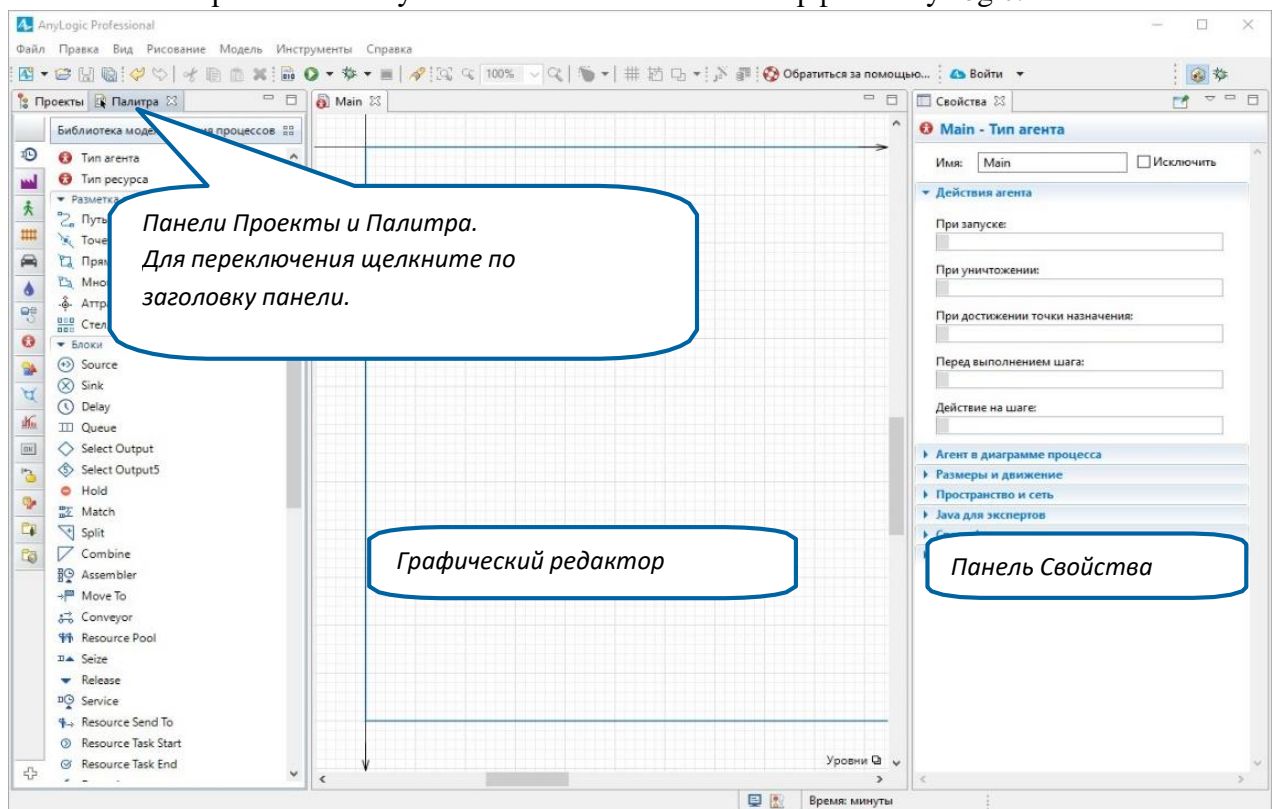 AnyLogic Professional
Файл Правка Вид Рисование Модель Инструменты Справка
100% Обратиться за помощью... Войти
Проекты Палитра
Библиотека
процессов
Тип агента
Тип ресурса
Разметка
Путь
Блоки
Source
Sink
Delay
Queue
Select Output
Select Output5
Hold
Match
Split
Combine
Assembler
Move To
Conveyor
Resource Pool
Seize
Release
Service
Resource Send To
Resource Task Start
Resource Task End
Main
Панели Проекты и Палитра.
Для переключения щелкните по
заголовку панели.
Графический редактор
Уровни
Свойства
Main - Тип агента
Имя: Main Исключить
Действия агента
При запуске:
При уничтожении:
При достижении точки назначения:
Перед выполнением шага:
Действие на шаге:
Агент в диаграмме процесса
Размеры и движение
Пространство и сеть
Java для экспертов
Панель Свойства
Время: минуты